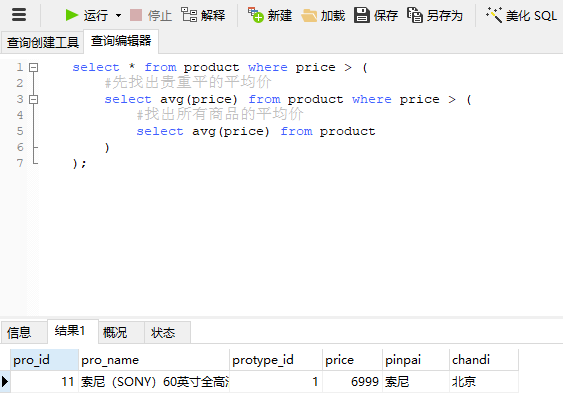 运行 停止 解释 新建 加载 保存 另存为 美化 SQL
查询创建工具 查询编辑器
1 select * from product where price > (
2 #先找出贵重平的平均价
3 select avg(price) from product where price > (
4 #找出所有商品的平均价
5 select avg(price) from product
6 )
7 );
信息 结果1 概况 状态
pro_id pro_name protype_id price pinpai chandi
11 索尼（SONY）60英寸全高清 1 6999 索尼 北京